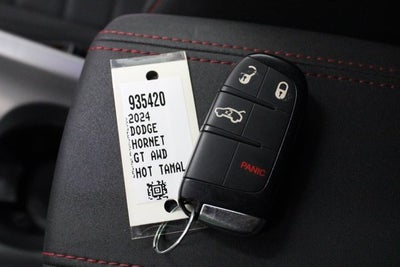 935420
2024
DODGE
HORNET
GT AWD
HOT TAMAL
PANIC